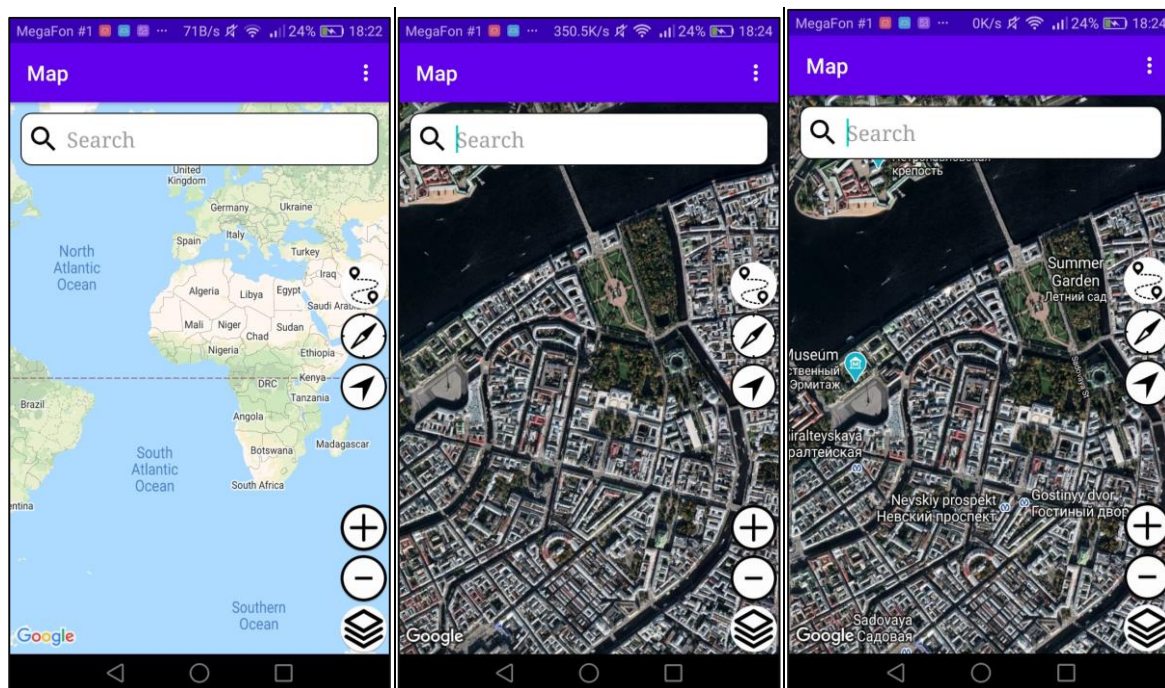 MegaFon #1 ... 71B/s 24% 18:22
Map
Search
United
Kingdom
Germany
Ukraine
Spain
Italy
Turkey
North
Atlantic
Ocean
Iraq
Algeria
Libya
Egypt
Saudi Ara
Mali
Niger
Chad
Sudan
Nigeria
Ethiopia
DRC
Kenya
Tanzania
Brazil
Angola
Botswana
Madagascar
South
Atlantic
Ocean
South Africa
entina
Southern
Ocean
Google
MegaFon #1 ... 350.5K/s 24% 18:24
Map
Search
Google
MegaFon #1 ... 0K/s 24% 18:24
Map
Search
крепость
Summer
Garden
Летний сад
Museum
ственный
Эрмитаж
Sadovaya St
iralteyskaya
ралтейская
Nevskiy prospekt
Невский проспект
Gostinyy dvor
Гостиный двор
Sadovaya
Садовая
Google